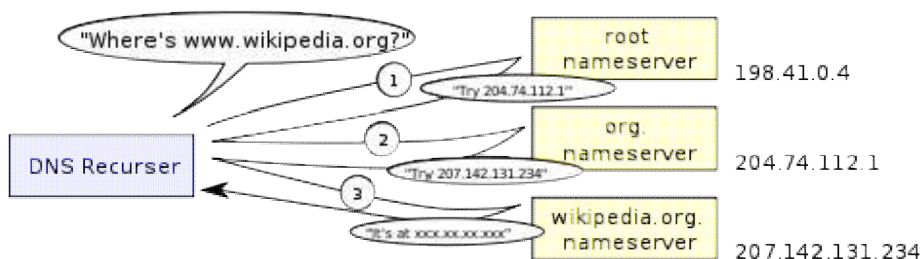 "Where's www.wikipedia.org?"
DNS Recurser
1
"Try 204.74.112.1"
root
nameserver
198.41.0.4
2
"Try 207.142.131.234"
org.
nameserver
204.74.112.1
3
"It's at xxx.xx.xx.xxx"
wikipedia.org.
nameserver
207.142.131.234